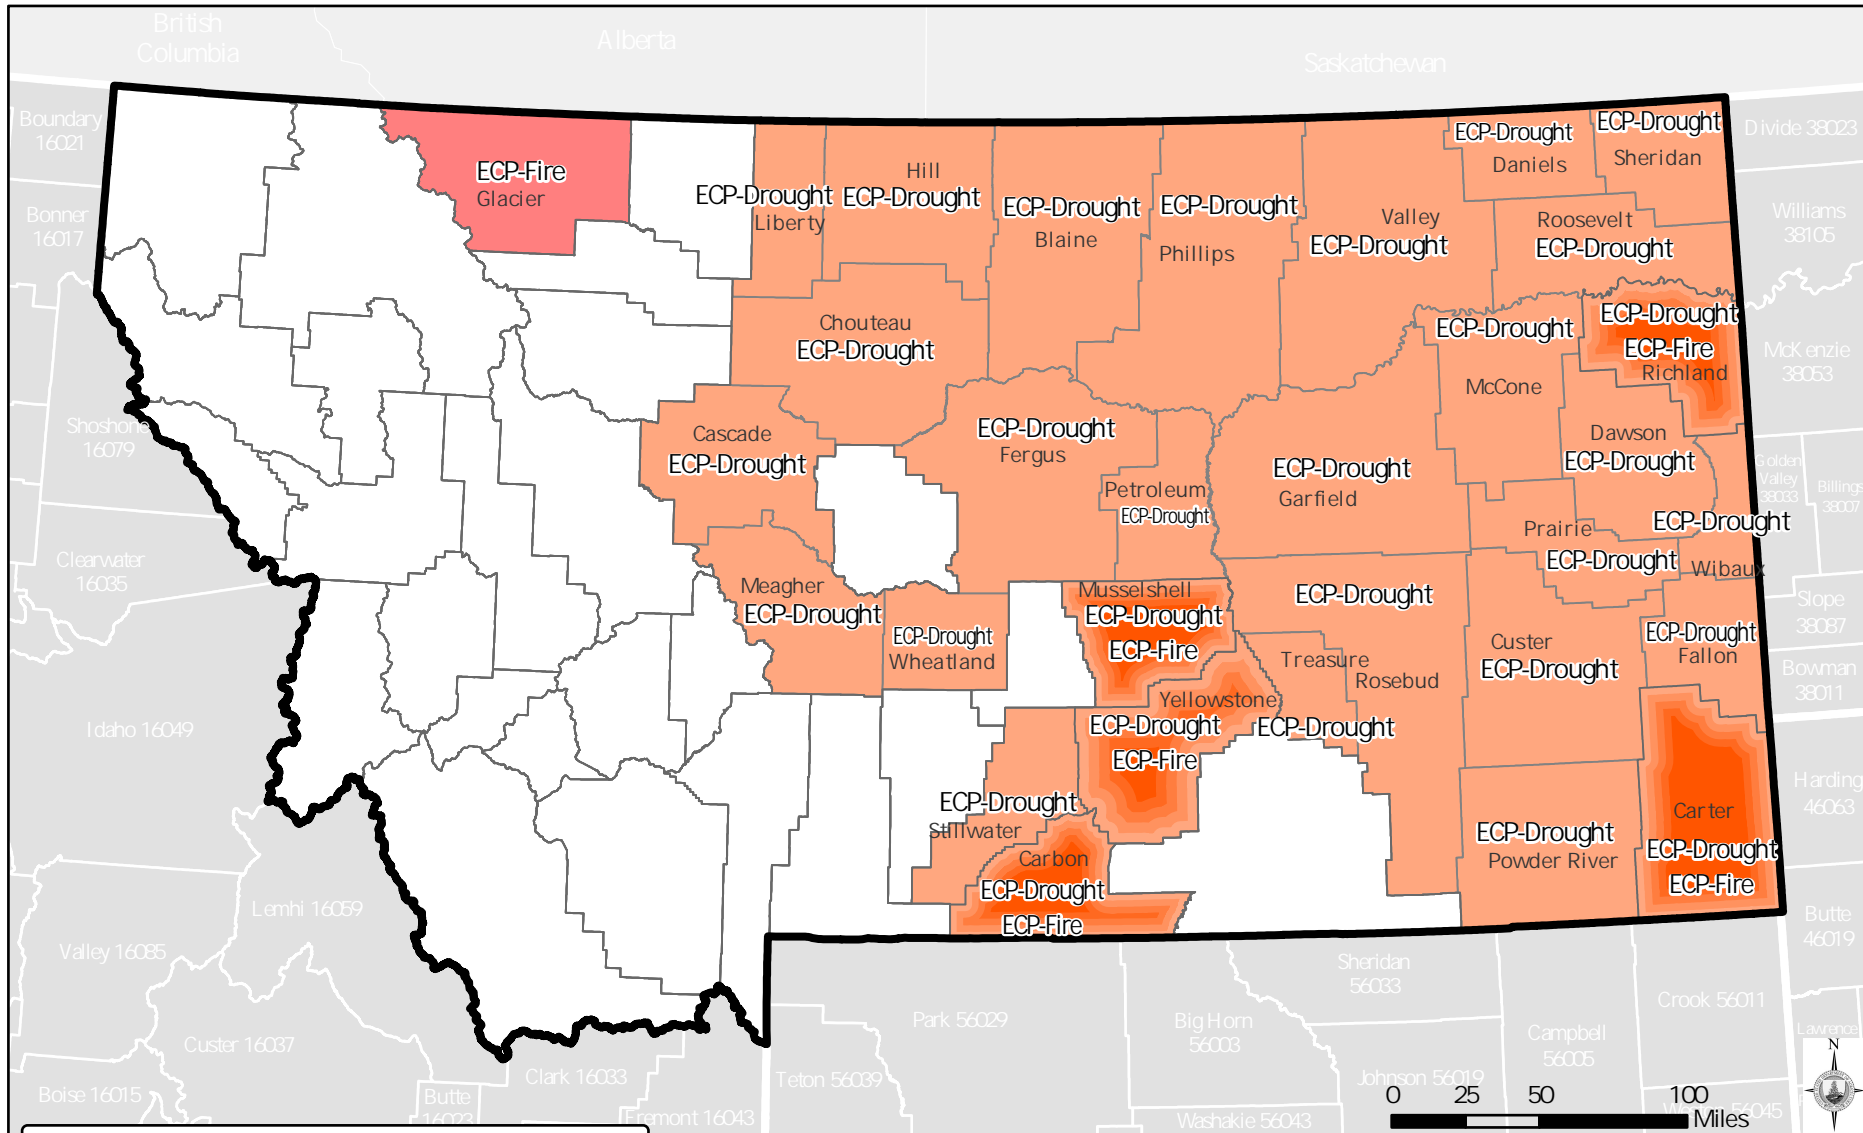 British
Columbia
Alberta
Saskatchewan
Boundary
16021
Bonner
16017
Shoshone
16079
Clearwater
16035
Idaho 16049
Lemhi 16059
Valley 16085
Custer 16037
Boise 16015
Butte
16023
Clark 16033
Fremont 16043
Teton 56039
Park 56029
Big Horn
56003
Washakie 56043
Sheridan
56033
Johnson 56019
Campbell
56005
Crook 56011
Lawrence
Divide 38023
Williams
38105
McKenzie
38053
Golden
Valley
38033
Billings
38007
Slope
38087
Bowman
38011
Harding
46063
Butte
46019
ECP-Fire
Glacier
ECP-Drought
Liberty
Hill
ECP-Drought
ECP-Drought
Blaine
ECP-Drought
Phillips
Valley
ECP-Drought
ECP-Drought
Daniels
ECP-Drought
Sheridan
Roosevelt
ECP-Drought
Chouteau
ECP-Drought
ECP-Drought
McCone
ECP-Drought
ECP-Fire
Richland
Cascade
ECP-Drought
ECP-Drought
Fergus
Petroleum
ECP-Drought
ECP-Drought
Garfield
Dawson
ECP-Drought
Prairie
ECP-Drought
ECP-Drought
Wibaux
Meagher
ECP-Drought
ECP-Drought
Wheatland
Musselshell
ECP-Drought
ECP-Fire
ECP-Drought
Treasure
Rosebud
ECP-Drought
Custer
ECP-Drought
ECP-Drought
Fallon
Yellowstone
ECP-Drought
ECP-Fire
ECP-Drought
Stillwater
Carbon
ECP-Drought
ECP-Fire
ECP-Drought
Powder River
Carter
ECP-Drought
ECP-Fire
N
0 25 50 100
Miles